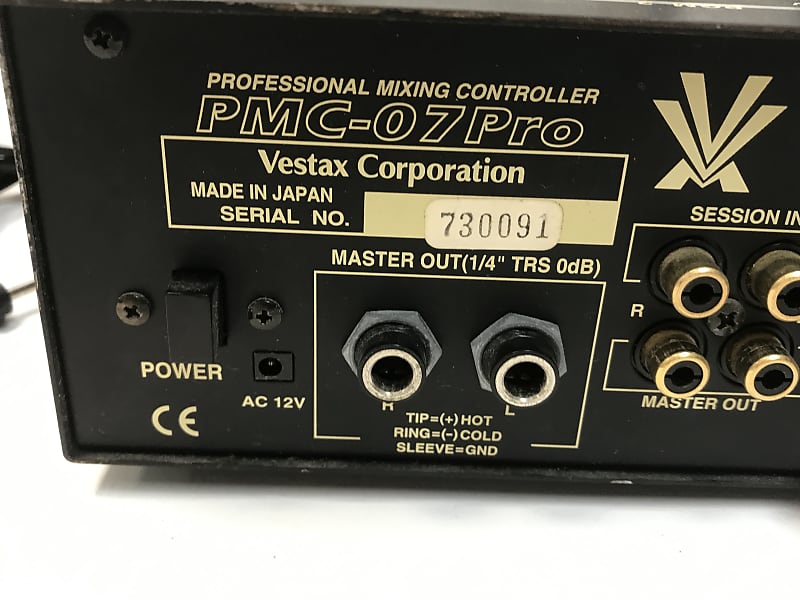 PROFESSIONAL MIXING CONTROLLER
PMC-07Pro
Vestax Corporation
MADE IN JAPAN
SERIAL NO.
730091
SESSION IN
MASTER OUT(1/4" TRS 0dB)
R
POWER
AC 12V
R
L
TIP=(+)HOT
RING=(-)COLD
SLEEVE=GND
MASTER OUT
CE